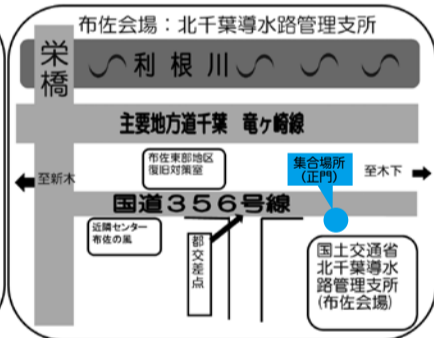 布佐会場：北千葉導水路管理支所
栄橋
利根川
主要地方道千葉 竜ヶ崎線
布佐東部地区
復旧対策室
集合場所
(正門)
至木下
至新木
国道356号線
近隣センター
布佐の風
都交差点
国土交通省
北千葉導水
路管理支所
(布佐会場)